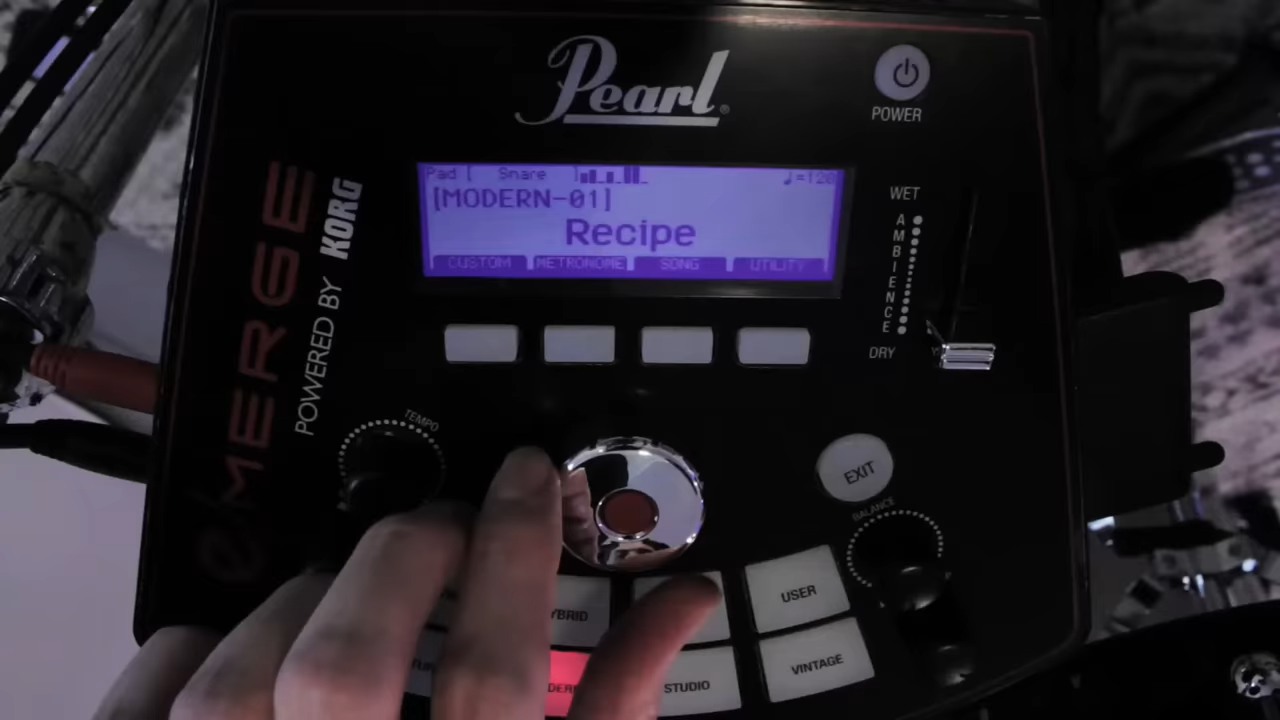 Pearl®
POWER
Pad [ Snare ] ♩=120
[MODERN-01]
Recipe
CUSTOM METRONOME SONG UTILITY
WET
AMBIENCE
DRY
eMERGE
POWERED BY KORG
TEMPO
EXIT
BALANCE
USER
STUDIO
VINTAGE